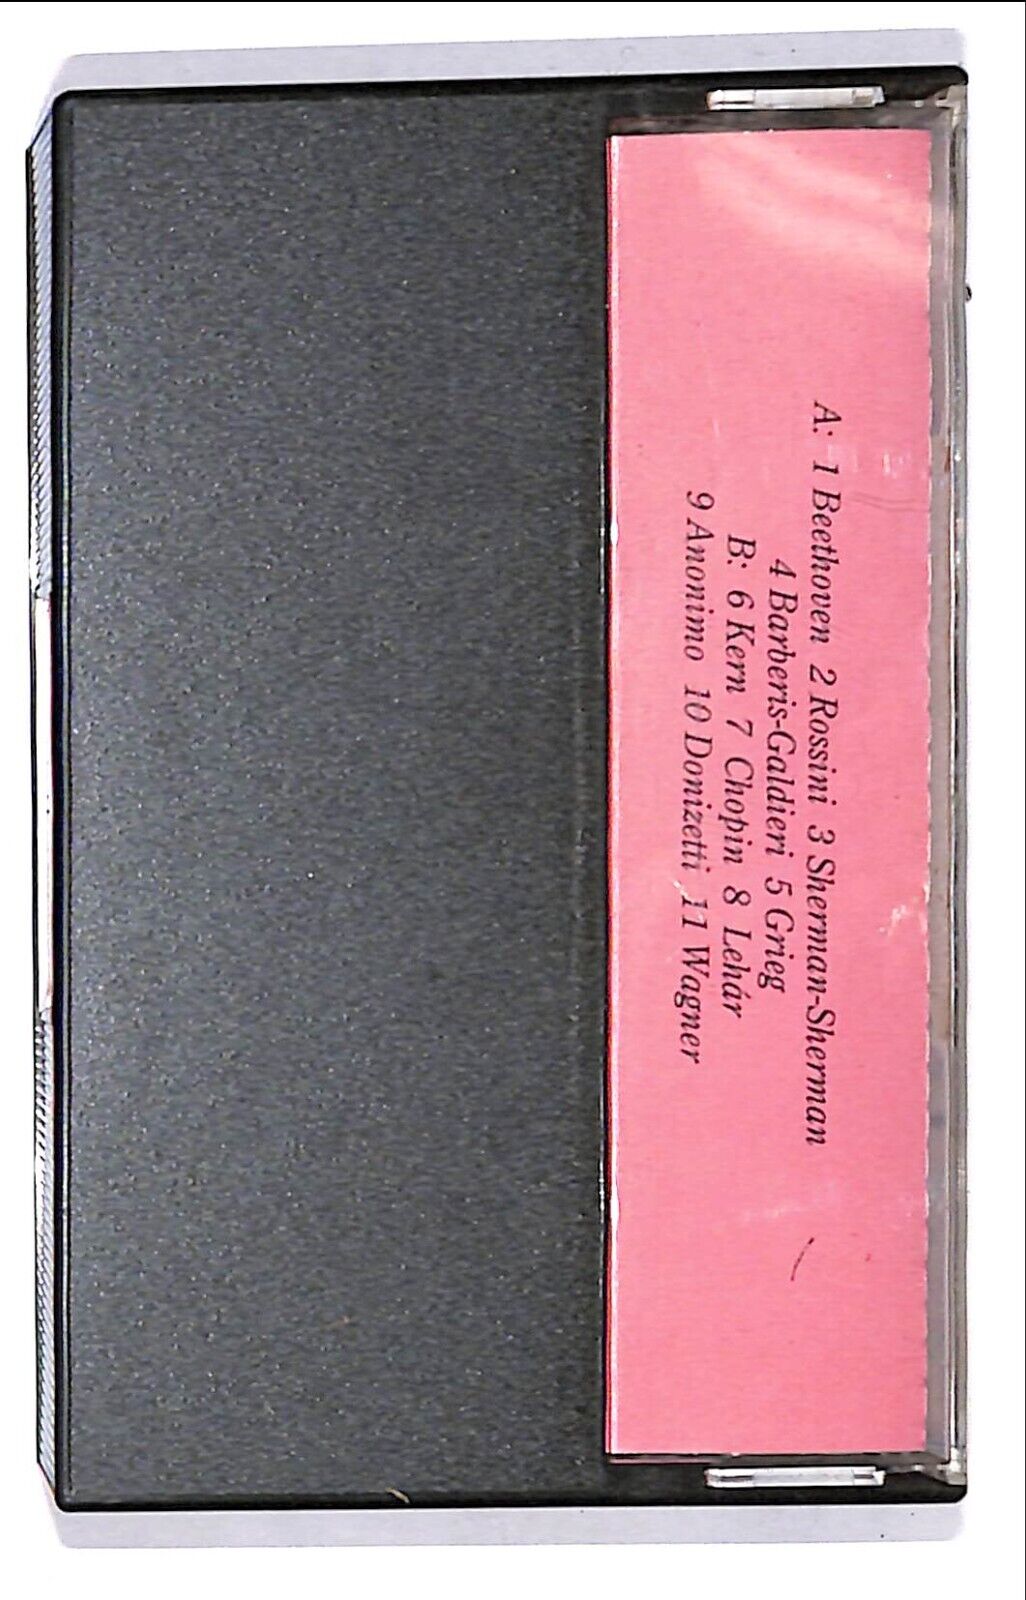 A: 1 Beethoven 2 Rossini 3 Sherman-Sherman
4 Barberis-Galdieri 5 Grieg
B: 6 Kern 7 Chopin 8 Lehár
9 Anonimo 10 Donizetti 11 Wagner